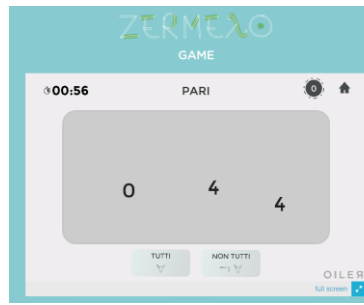 ZERMELO
GAME
00:56
PARI
0
0
4
4
TUTTI
∀
NON TUTTI
¬∀
OILER
full screen